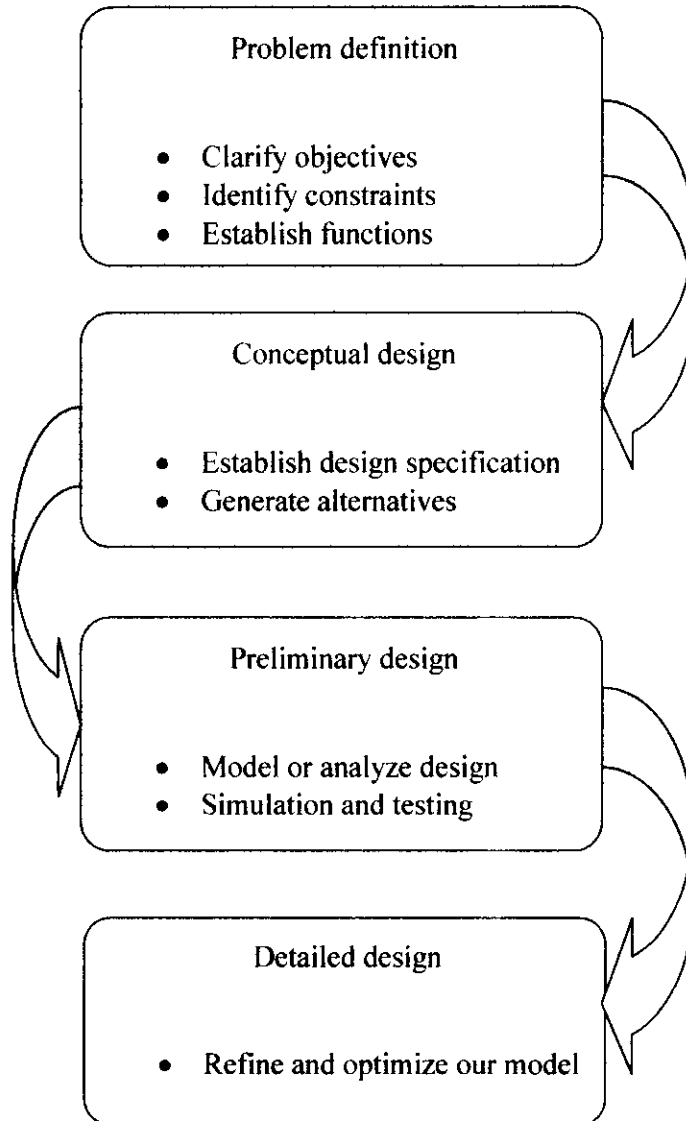 Problem definition
• Clarify objectives
• Identify constraints
• Establish functions
Conceptual design
• Establish design specification
• Generate alternatives
Preliminary design
• Model or analyze design
• Simulation and testing
Detailed design
• Refine and optimize our model